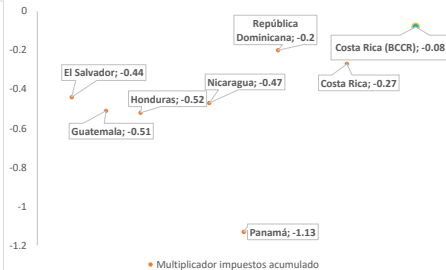 0
-0.2
-0.4
-0.6
-0.8
-1
-1.2
República
Dominicana; -0.2
Costa Rica (BCCR); -0.08
El Salvador; -0.44
Nicaragua; -0.47
Costa Rica; -0.27
Honduras; -0.52
Guatemala; -0.51
Panamá; -1.13
Multiplicador impuestos acumulado